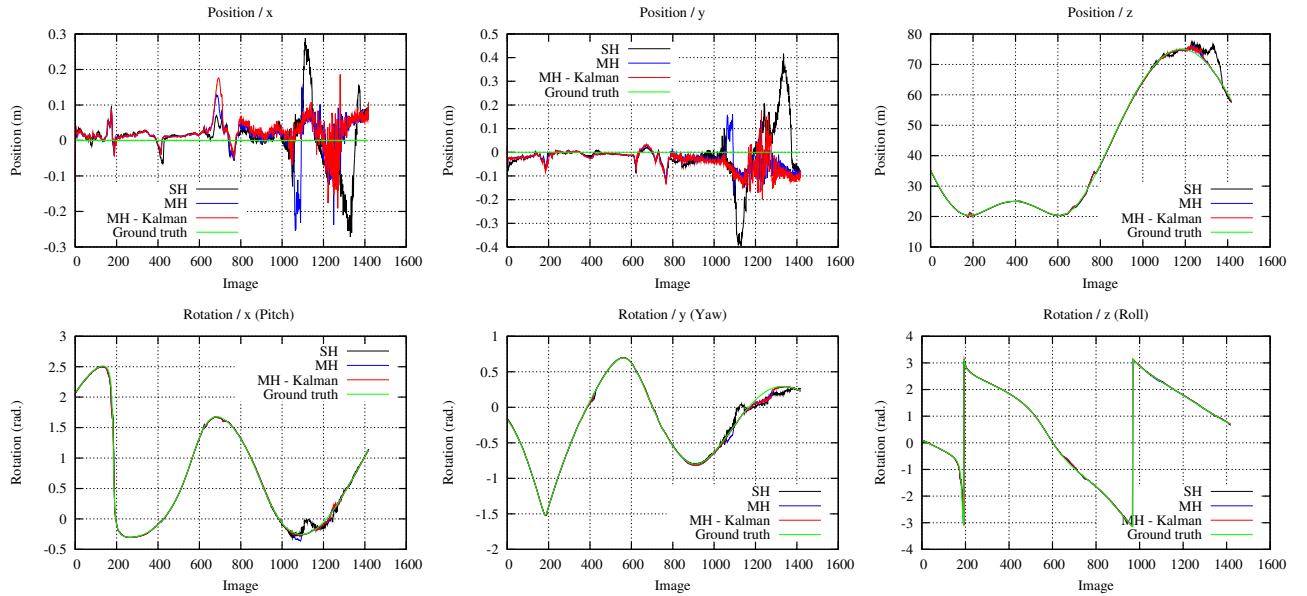 Position / x
0.3
0.2
0.1
0
-0.1
-0.2
-0.3
Position (m)
0 200 400 600 800 1000 1200 1400 1600
Image
SH
MH
MH - Kalman
Ground truth
Position / y
0.5
0.4
0.3
0.2
0.1
0
-0.1
-0.2
-0.3
-0.4
Position (m)
0 200 400 600 800 1000 1200 1400 1600
Image
SH
MH
MH - Kalman
Ground truth
Position / z
80
70
60
50
40
30
20
10
Position (m)
0 200 400 600 800 1000 1200 1400 1600
Image
SH
MH
MH - Kalman
Ground truth
Rotation / x (Pitch)
3
2.5
2
1.5
1
0.5
0
-0.5
Rotation (rad.)
0 200 400 600 800 1000 1200 1400 1600
Image
SH
MH
MH - Kalman
Ground truth
Rotation / y (Yaw)
1
0.5
0
-0.5
-1
-1.5
-2
Rotation (rad.)
0 200 400 600 800 1000 1200 1400 1600
Image
SH
MH
MH - Kalman
Ground truth
Rotation / z (Roll)
4
3
2
1
0
-1
-2
-3
-4
Rotation (rad.)
0 200 400 600 800 1000 1200 1400 1600
Image
SH
MH
MH - Kalman
Ground truth